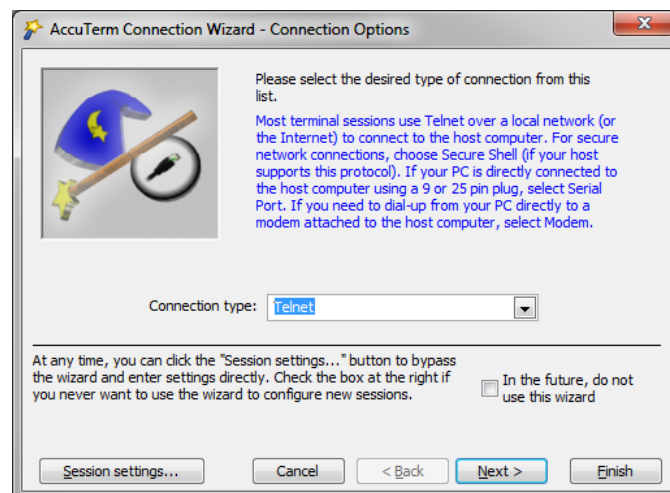 AccuTerm Connection Wizard - Connection Options
Please select the desired type of connection from this
list.
Most terminal sessions use Telnet over a local network (or
the Internet) to connect to the host computer. For secure
network connections, choose Secure Shell (if your host
supports this protocol). If your PC is directly connected to
the host computer using a 9 or 25 pin plug, select Serial
Port. If you need to dial-up from your PC directly to a
modem attached to the host computer, select Modem.
Connection type: Telnet
At any time, you can click the "Session settings..." button to bypass
the wizard and enter settings directly. Check the box at the right if
you never want to use the wizard to configure new sessions.
In the future, do not
use this wizard
Session settings... Cancel < Back Next > Finish